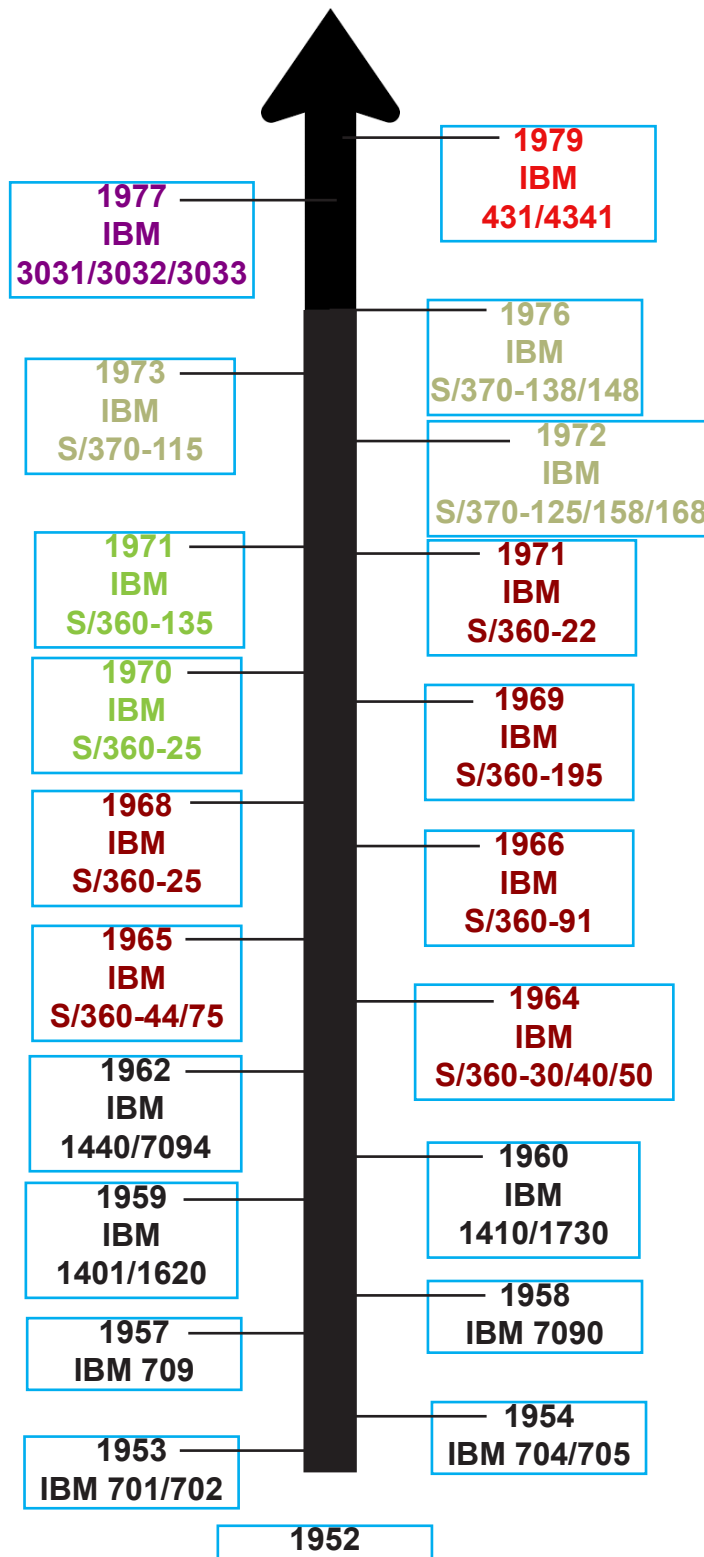 1979
IBM
431/4341
1977
IBM
3031/3032/3033
1976
IBM
S/370-138/148
1973
IBM
S/370-115
1972
IBM
S/370-125/158/168
1971
IBM
S/360-135
1971
IBM
S/360-22
1970
IBM
S/360-25
1969
IBM
S/360-195
1968
IBM
S/360-25
1966
IBM
S/360-91
1965
IBM
S/360-44/75
1964
IBM
S/360-30/40/50
1962
IBM
1440/7094
1960
IBM
1410/1730
1959
IBM
1401/1620
1958
IBM 7090
1957
IBM 709
1954
IBM 704/705
1953
IBM 701/702
1952